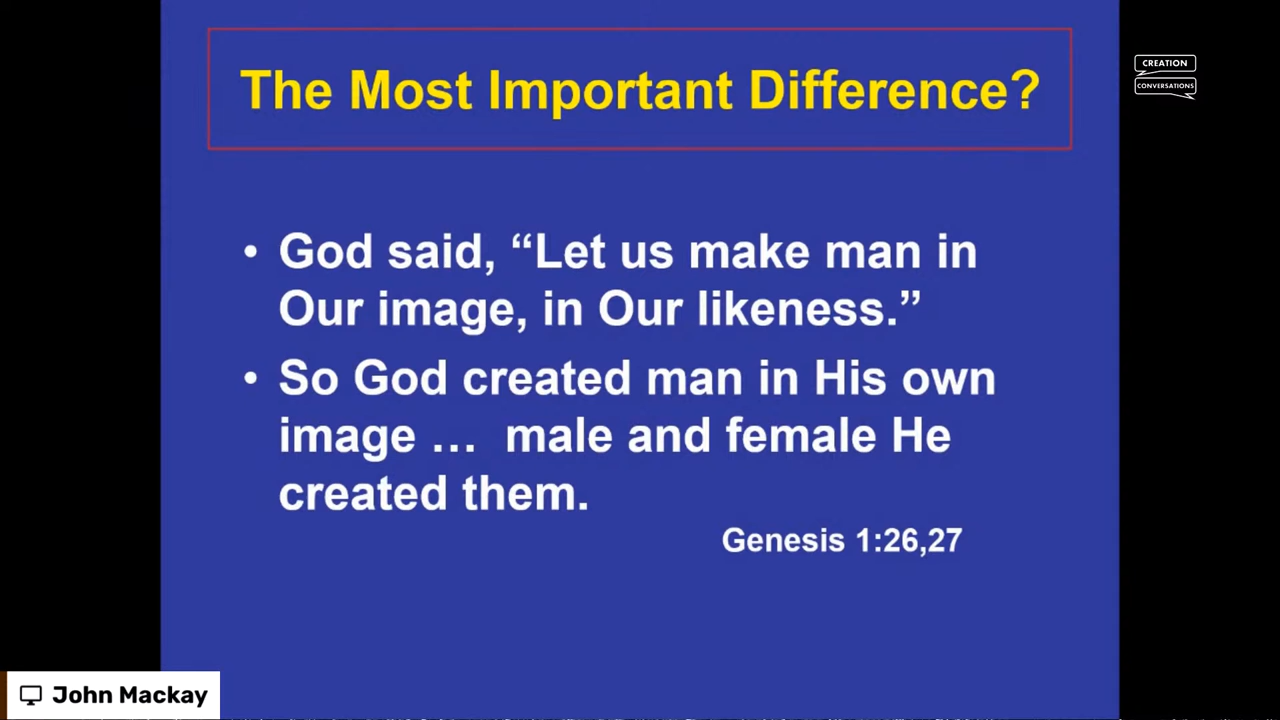 The Most Important Difference?
CREATION
CONVERSATIONS
• God said, “Let us make man in
Our image, in Our likeness.”
• So God created man in His own
image … male and female He
created them.
Genesis 1:26,27
John Mackay